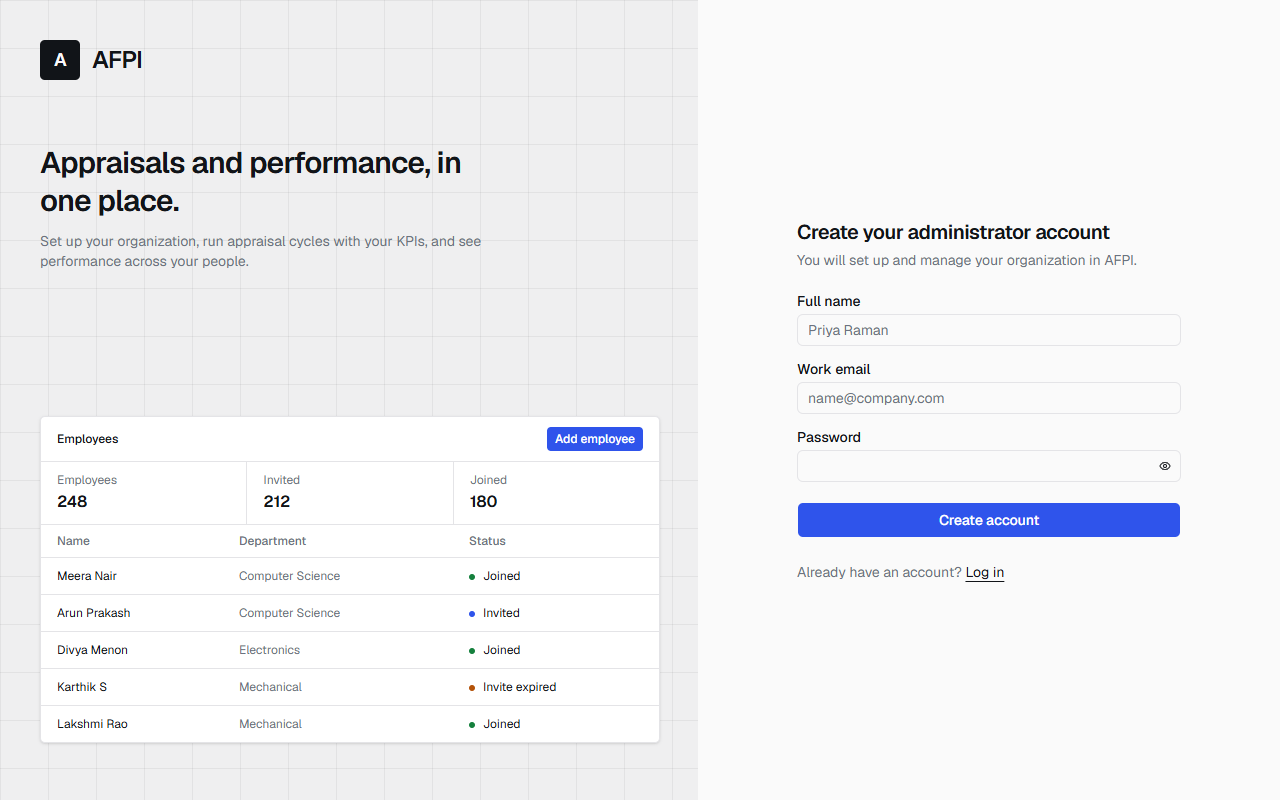 A
AFPI
Appraisals and performance, in
one place.
Set up your organization, run appraisal cycles with your KPIs, and see
performance across your people.
Employees
Add employee
Employees Invited Joined
248 212 180
Name Department Status
Meera Nair Computer Science Joined
Arun Prakash Computer Science Invited
Divya Menon Electronics Joined
Karthik S Mechanical Invite expired
Lakshmi Rao Mechanical Joined
Create your administrator account
You will set up and manage your organization in AFPI.
Full name
Priya Raman
Work email
name@company.com
Password
Create account
Already have an account? Log in